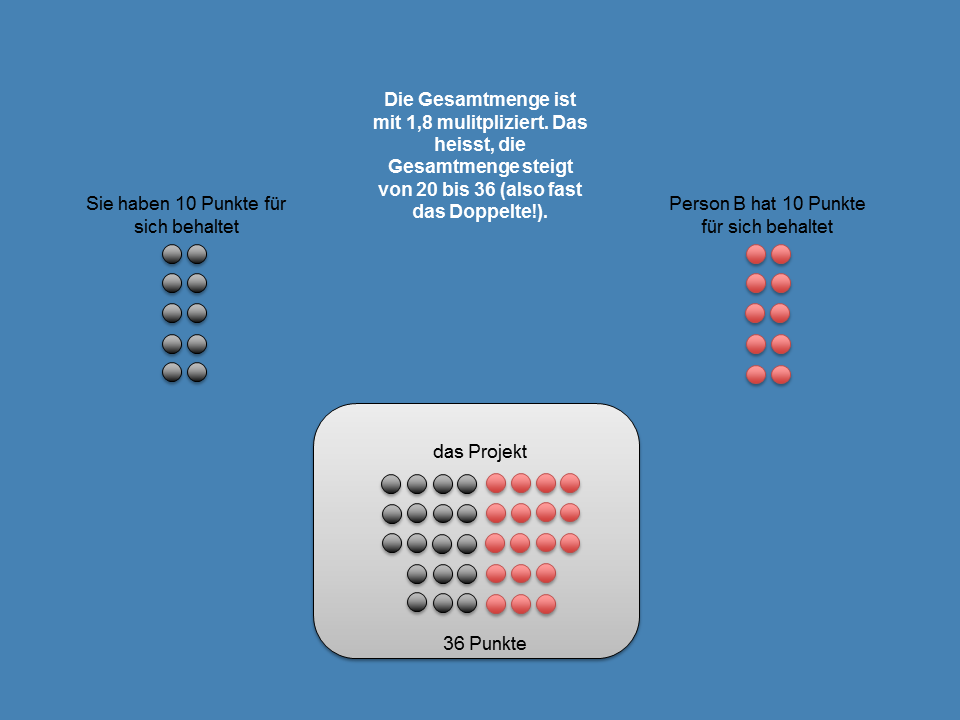 Die Gesamtmenge ist
mit 1,8 mulitpliziert. Das
heisst, die
Gesamtmenge steigt
von 20 bis 36 (also fast
das Doppelte!).
Sie haben 10 Punkte für
sich behaltet
Person B hat 10 Punkte
für sich behaltet
das Projekt
36 Punkte